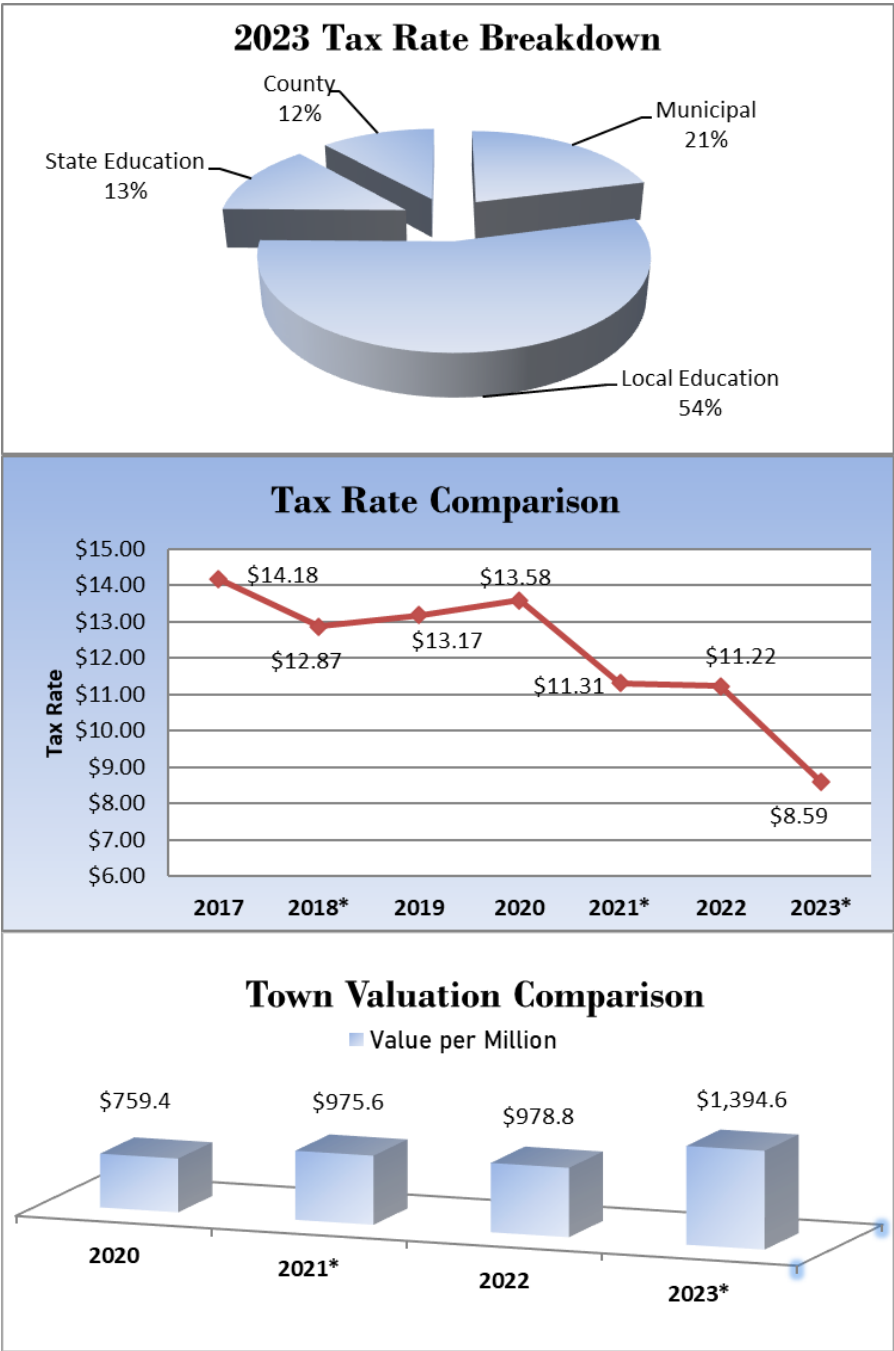 2023 Tax Rate Breakdown
County
12%
Municipal
21%
State Education
13%
Local Education
54%
Tax Rate Comparison
Tax Rate
$15.00
$14.00
$13.00
$12.00
$11.00
$10.00
$9.00
$8.00
$7.00
$6.00
$14.18
$12.87
$13.17
$13.58
$11.31
$11.22
$8.59
2017 2018* 2019 2020 2021* 2022 2023*
Town Valuation Comparison
Value per Million
$759.4 $975.6 $978.8 $1,394.6
2020 2021* 2022 2023*